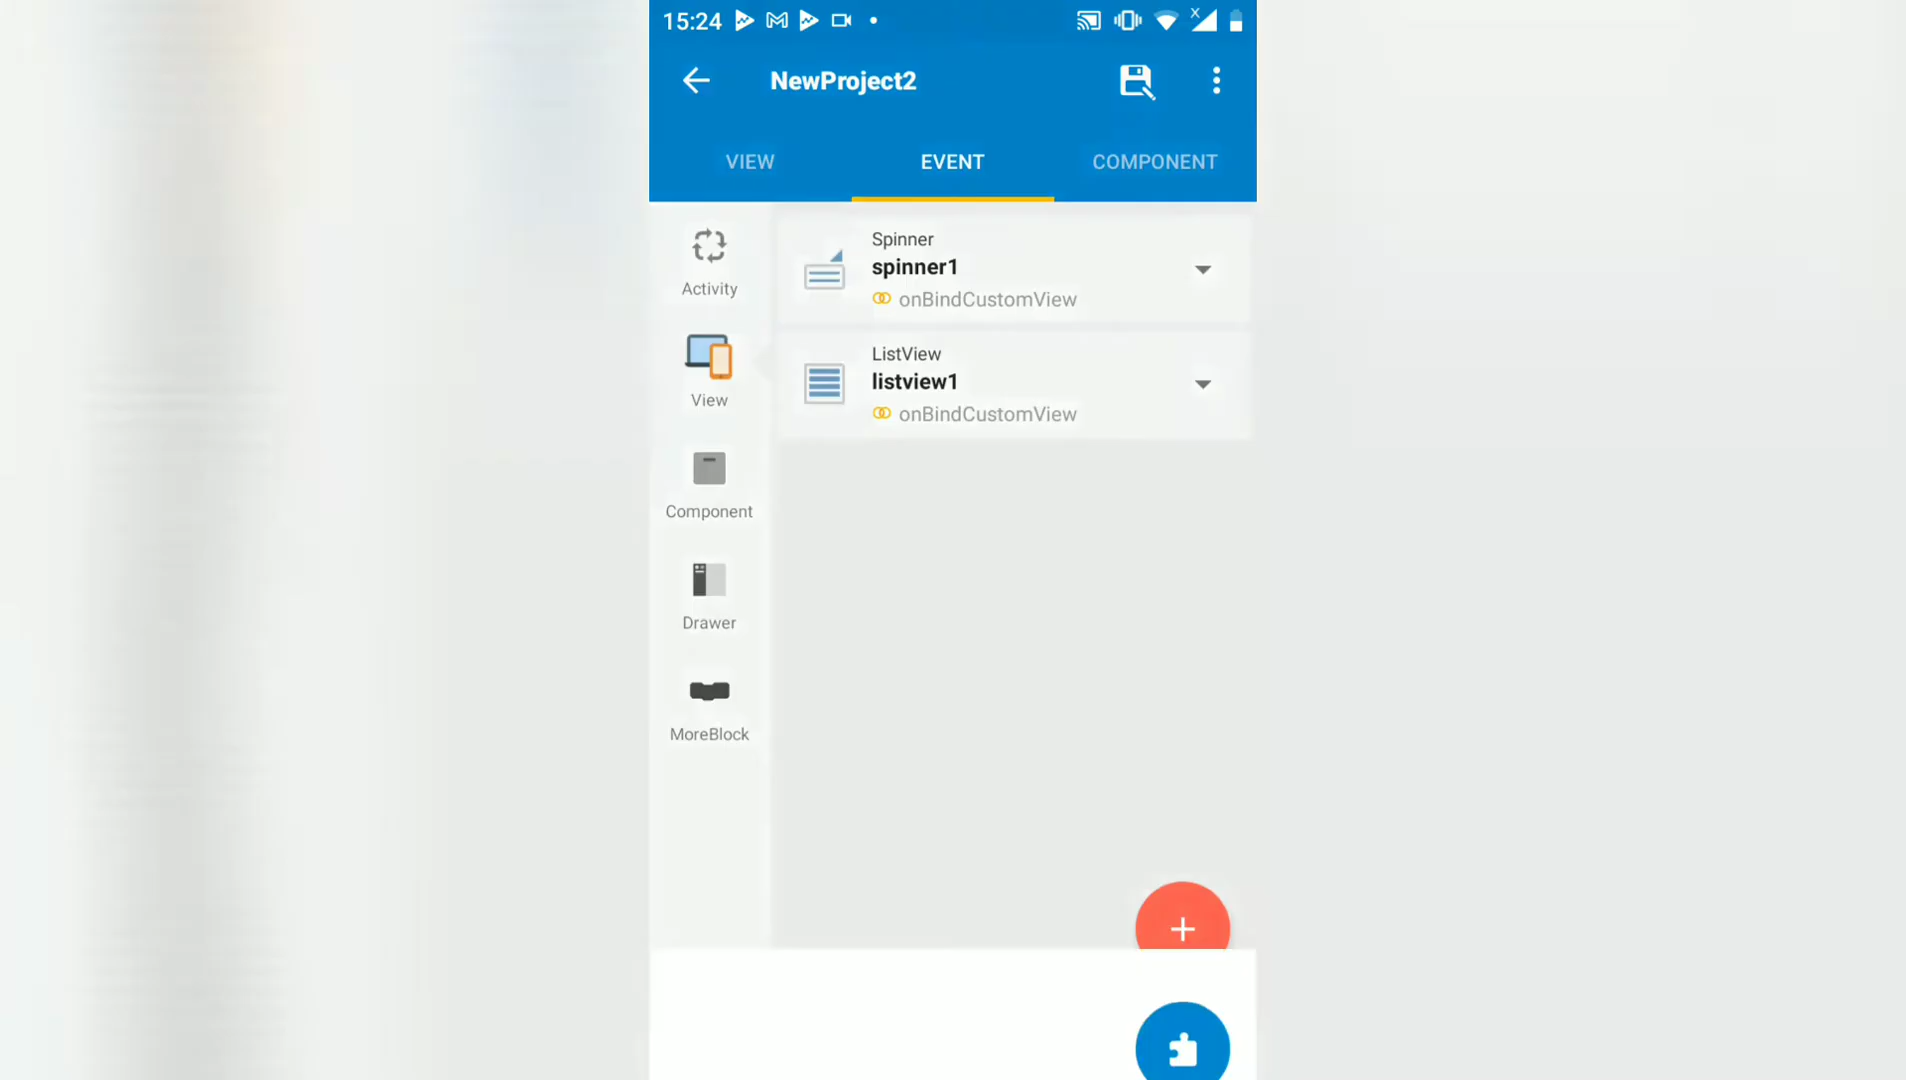 15:24
NewProject2
VIEW
EVENT
COMPONENT
Activity
View
Component
Drawer
MoreBlock
Spinner
spinner1
onBindCustomView
ListView
listview1
onBindCustomView